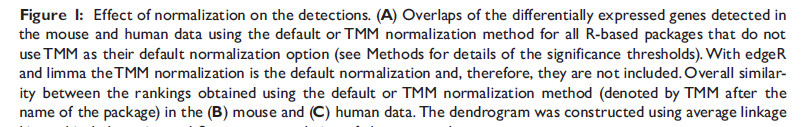 Figure 1: Effect of normalization on the detections. (A) Overlaps of the differentially expressed genes detected in
the mouse and human data using the default or TMM normalization method for all R-based packages that do not
use TMM as their default normalization option (see Methods for details of the significance thresholds). With edgeR
and limma the TMM normalization is the default normalization and, therefore, they are not included. Overall similar-
ity between the rankings obtained using the default or TMM normalization method (denoted by TMM after the
name of the package) in the (B) mouse and (C) human data. The dendrogram was constructed using average linkage